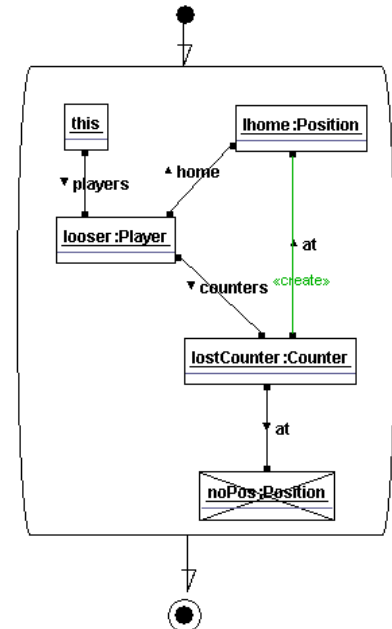 this
lhome :Position
players
home
looser :Player
at
«create»
counters
lostCounter :Counter
at
noPos :Position